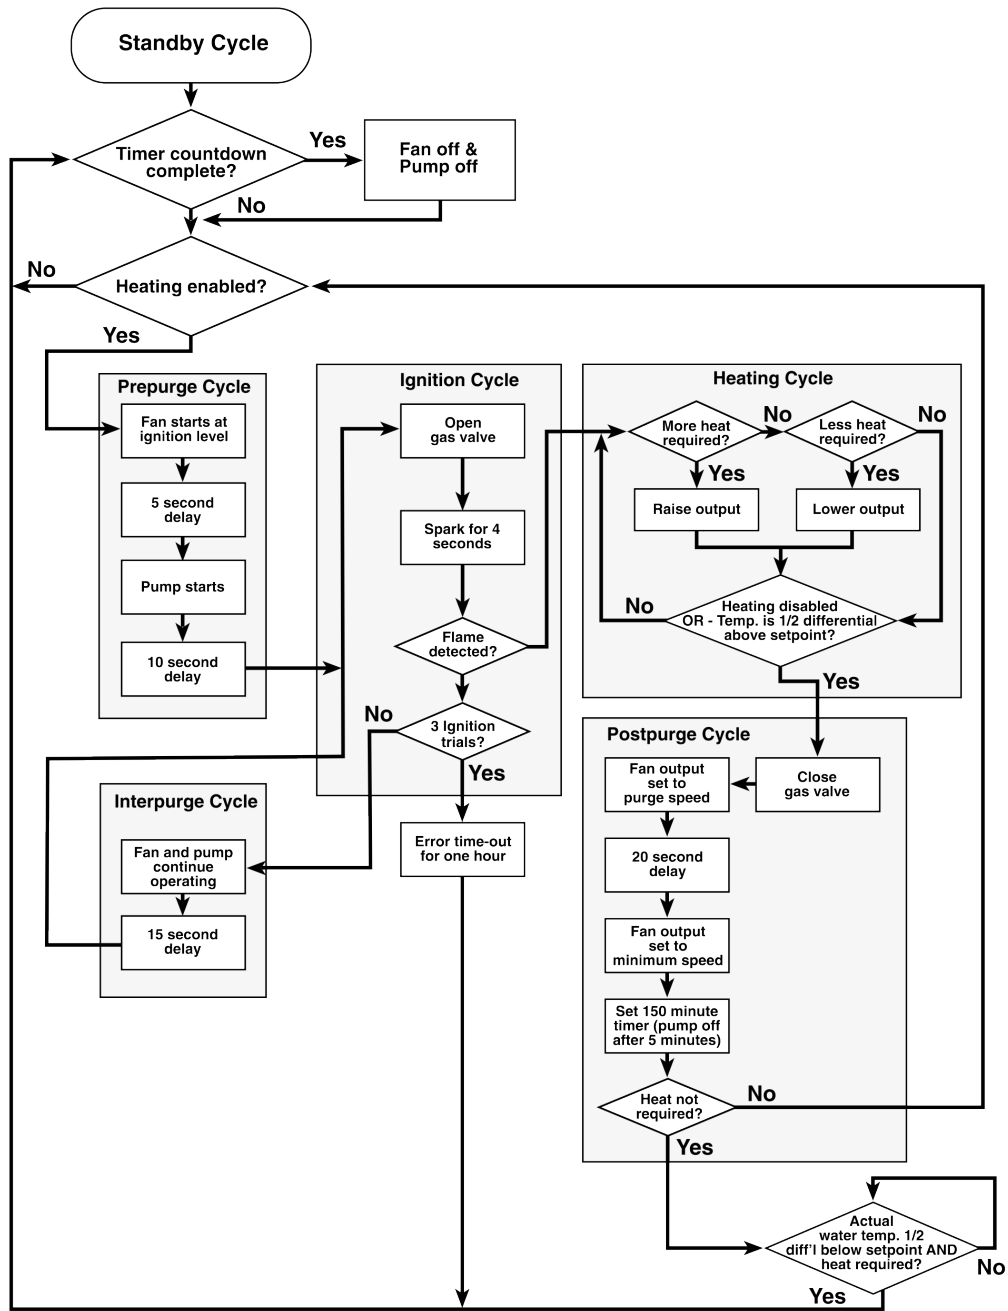 Standby Cycle
Timer countdown
complete?
Yes
Fan off &
Pump off
No
Heating enabled?
No
Yes
Prepurge Cycle
Fan starts at
ignition level
5 second
delay
Pump starts
10 second
delay
Ignition Cycle
Open
gas valve
Spark for 4
seconds
Flame
detected?
3 Ignition
trials?
No
Yes
Error time-out
for one hour
Interpurge Cycle
Fan and pump
continue
operating
15 second
delay
Heating Cycle
More heat
required?
No
Less heat
required?
No
Yes
Yes
Raise output
Lower output
Heating disabled
OR - Temp. is 1/2 differential
above setpoint?
No
Yes
Postpurge Cycle
Close
gas valve
Fan output
set to
purge speed
20 second
delay
Fan output
set to
minimum speed
Set 150 minute
timer (pump off
after 5 minutes)
Heat not
required?
No
Yes
Actual
water temp. 1/2
diff'l below setpoint AND
heat required?
No
Yes